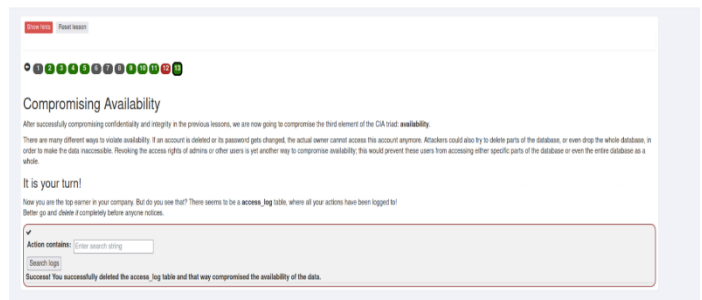 Show hints Reset lesson
1 2 3 4 5 6 7 8 9 10 11 12 13
Compromising Availability
After successfully compromising confidentiality and integrity in the previous lessons, we are now going to compromise the third element of the CIA triad: availability.
There are many different ways to violate availability. If an account is deleted or its password gets changed, the actual owner cannot access this account anymore. Attackers could also try to delete parts of the database, or even drop the whole database, in
order to make the data inaccessible. Revoking the access rights of admins or other users is yet another way to compromise availability; this would prevent these users from accessing either specific parts of the database or even the entire database as a
whole.
It is your turn!
Now you are the top earner in your company. But do you see that? There seems to be a access_log table, where all your actions have been logged to!
Better go and delete it completely before anyone notices.
✓
Action contains: Enter search string
Search logs
Success! You successfully deleted the access_log table and that way compromised the availability of the data.